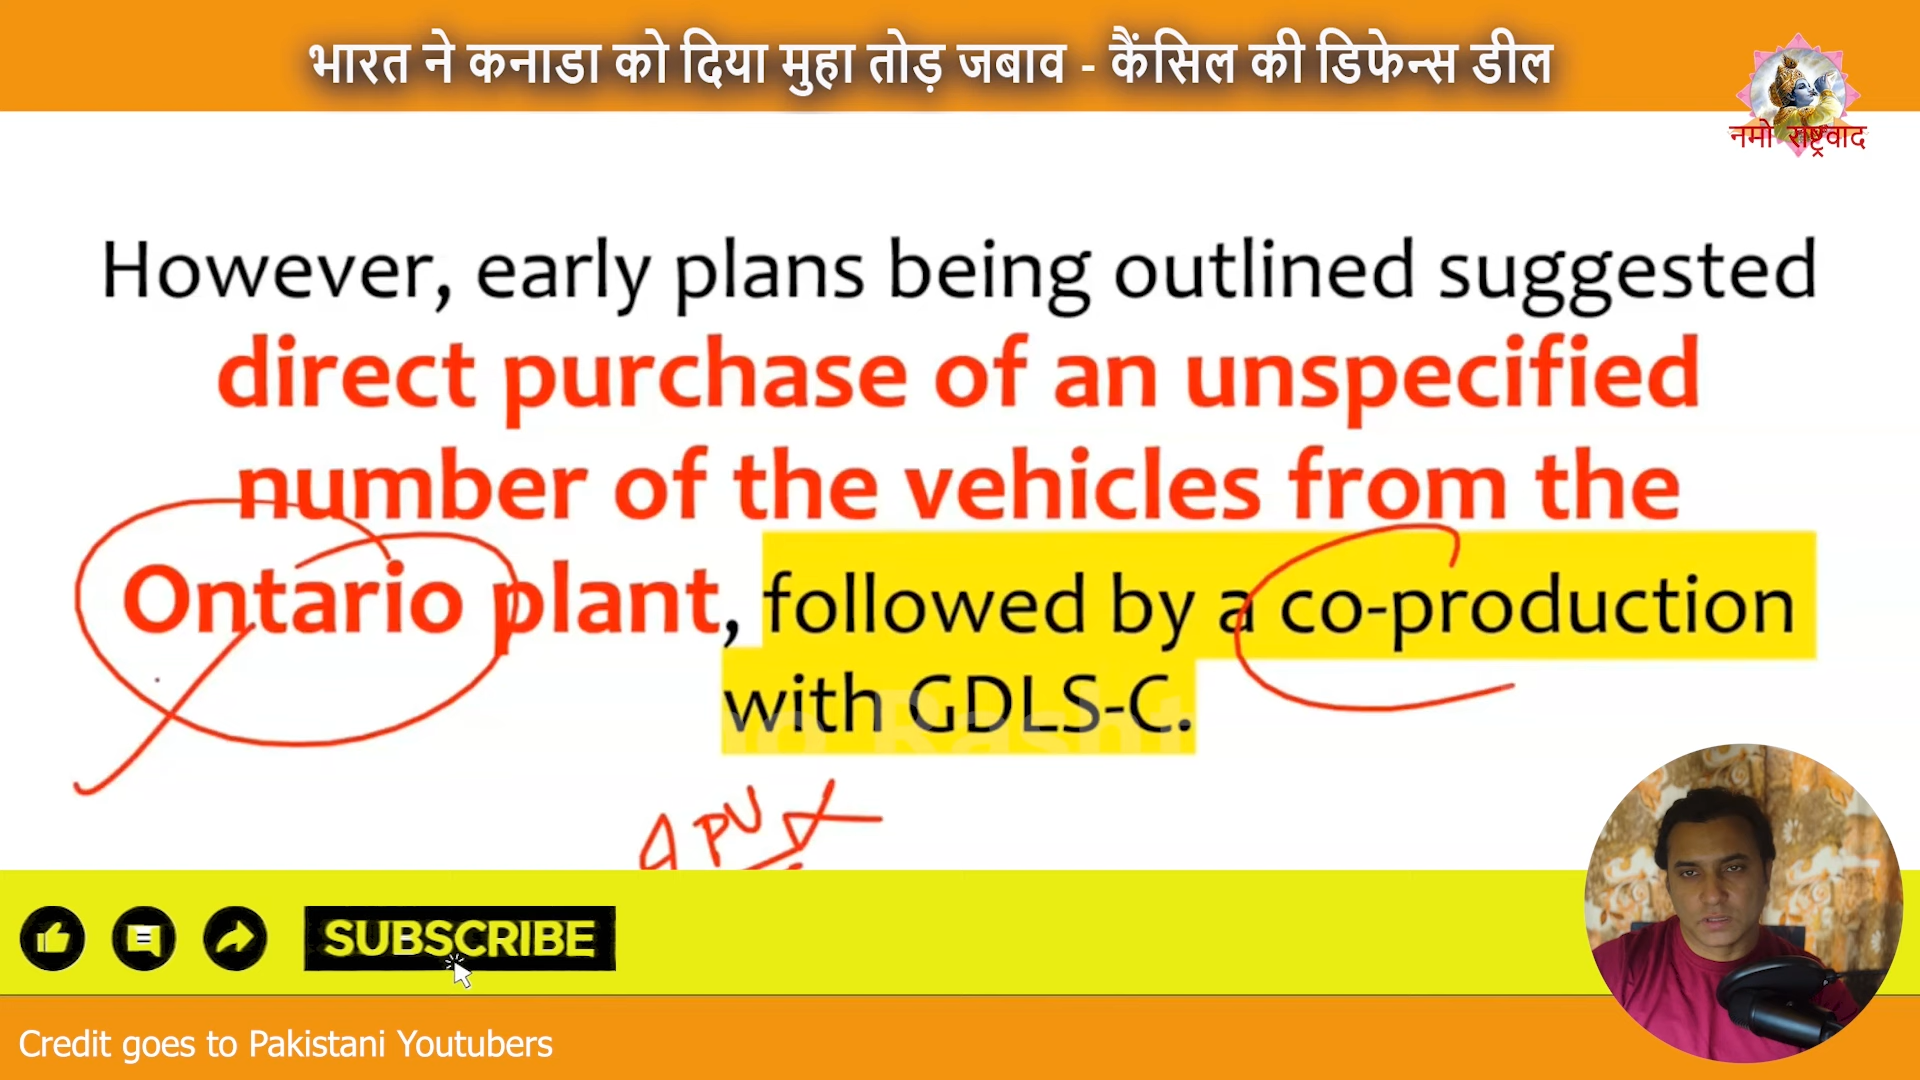 भारत ने कनाडा को दिया मुहा तोड़ जबाव - कैंसिल की डिफेन्स डील
नमो राष्ट्रवाद
However, early plans being outlined suggested
direct purchase of an unspecified
number of the vehicles from the
Ontario plant, followed by a co-production
with GDLS-C.
APV
SUBSCRIBE
Credit goes to Pakistani Youtubers